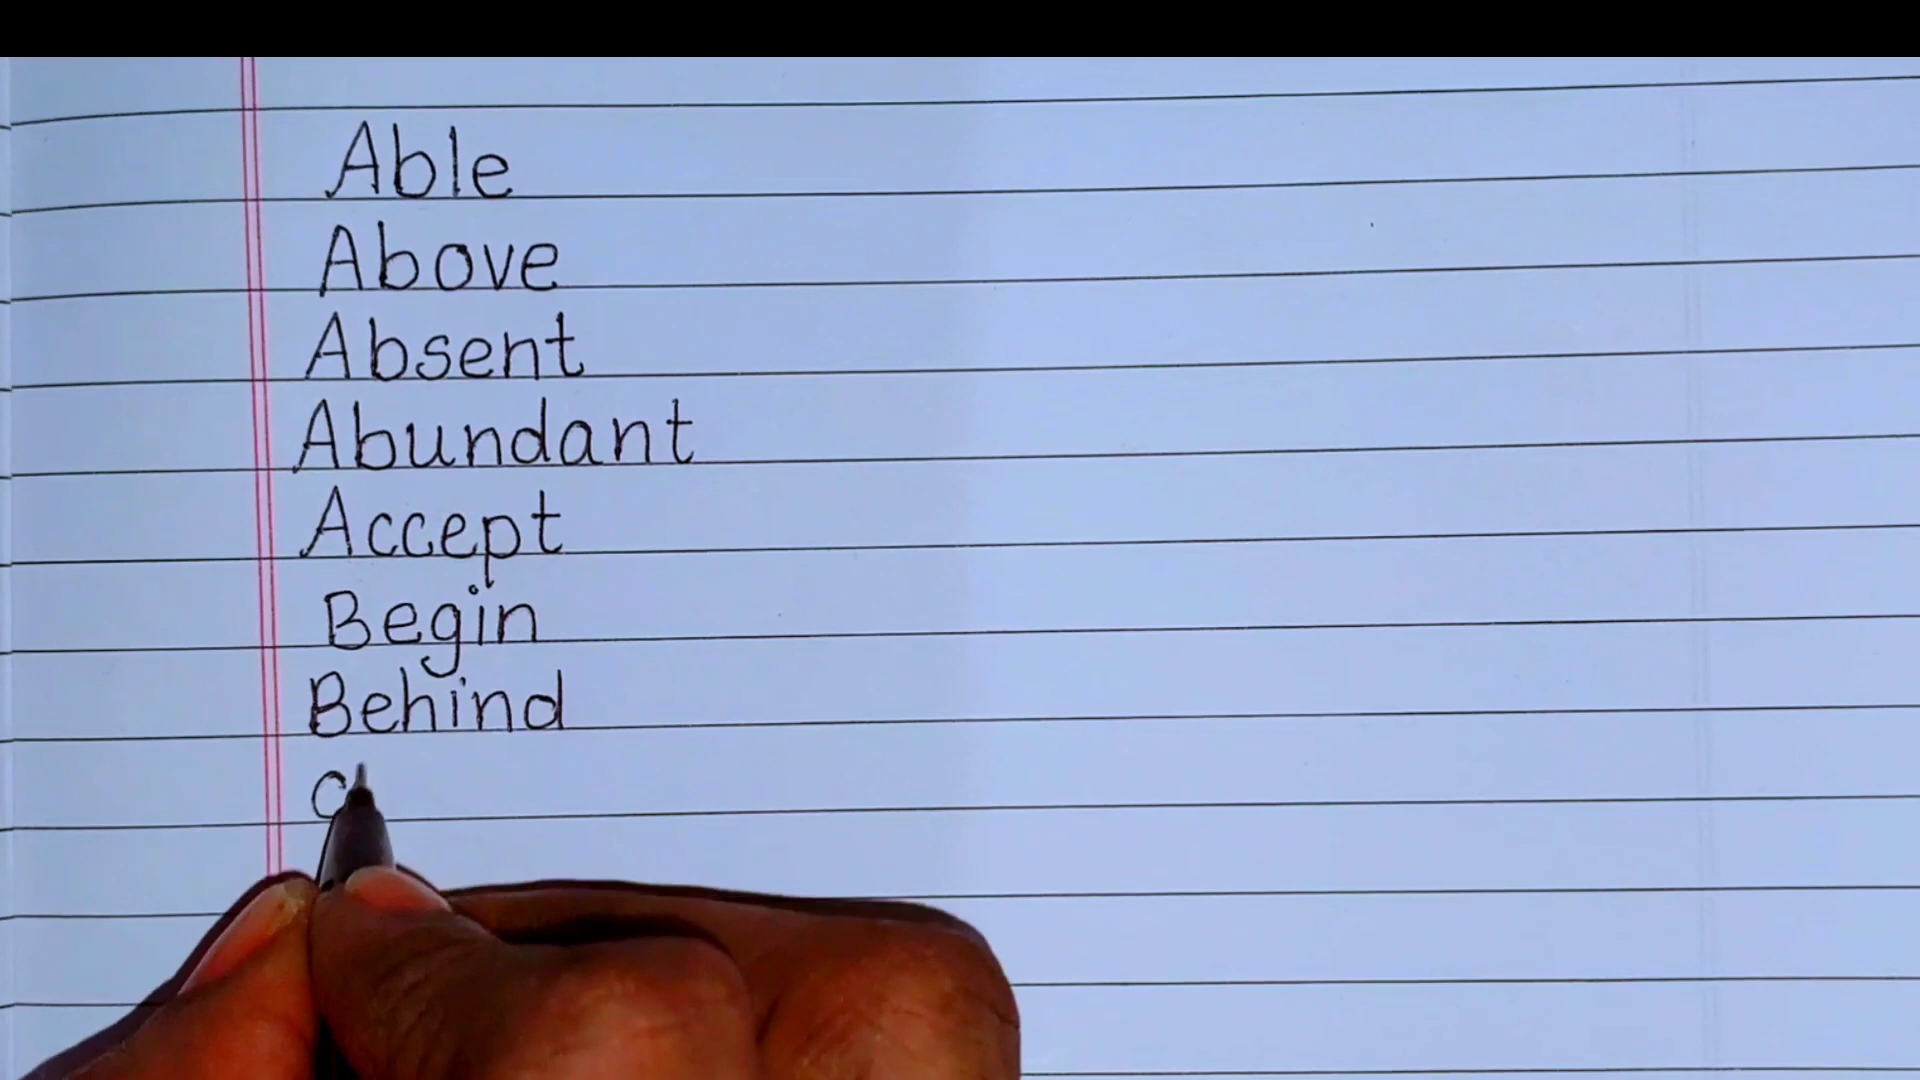 Able
Above
Absent
Abundant
Accept
Begin
Behind
C